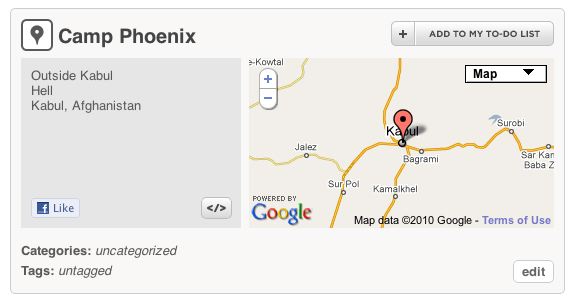 Camp Phoenix
+ ADD TO MY TO-DO LIST
Outside Kabul
Hell
Kabul, Afghanistan
Like
</>
e-Kowtal
+
−
Map
Kabul
Surobi
Jalez
Bagrami
Sar Kan
Baba Z
Sur Pol
Kamalkhel
POWERED BY
Google
Map data ©2010 Google - Terms of Use
Categories: uncategorized
Tags: untagged
edit